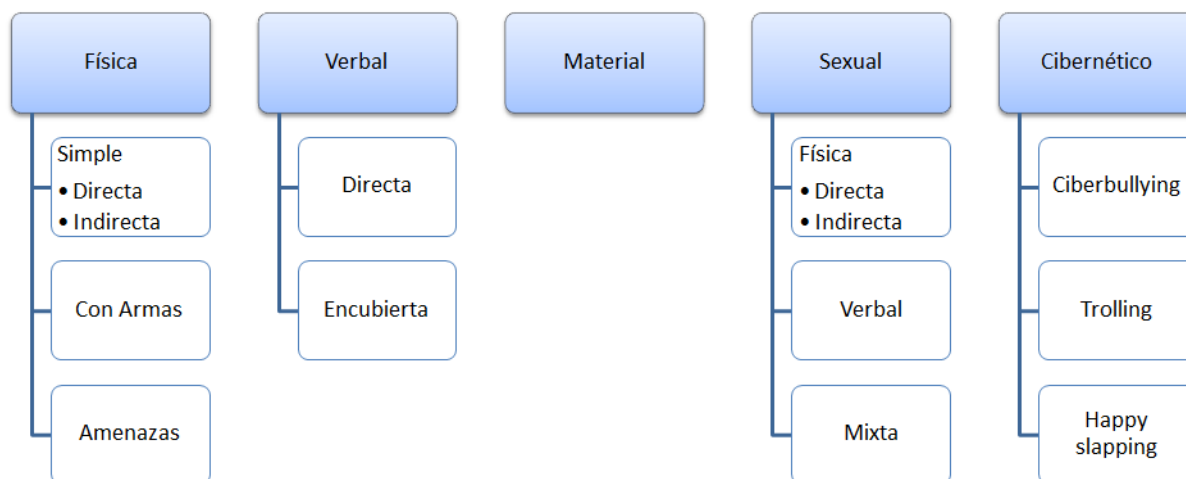 Física
Simple
• Directa
• Indirecta
Con Armas
Amenazas
Verbal
Directa
Encubierta
Material
Sexual
Física
• Directa
• Indirecta
Verbal
Mixta
Cibernético
Ciberbullying
Trolling
Happy
slapping